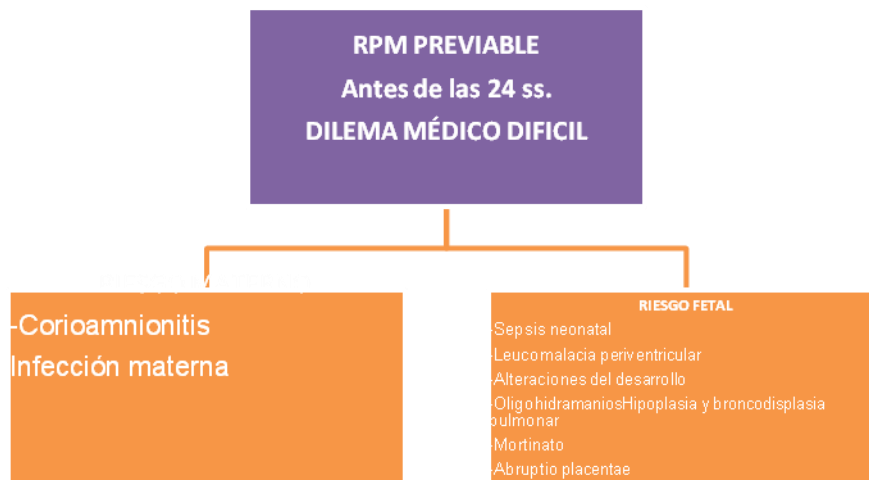 RPM PREVIABLE
Antes de las 24 ss.
DILEMA MÉDICO DIFICIL
-Corioamnionitis
Infección materna
RIESGO FETAL
-Sepsis neonatal
-Leucomalacia periventricular
-Alteraciones del desarrollo
-OligohidramaniosHipoplasia y broncodisplasia
pulmonar
-Mortinato
-Abruptio placentae